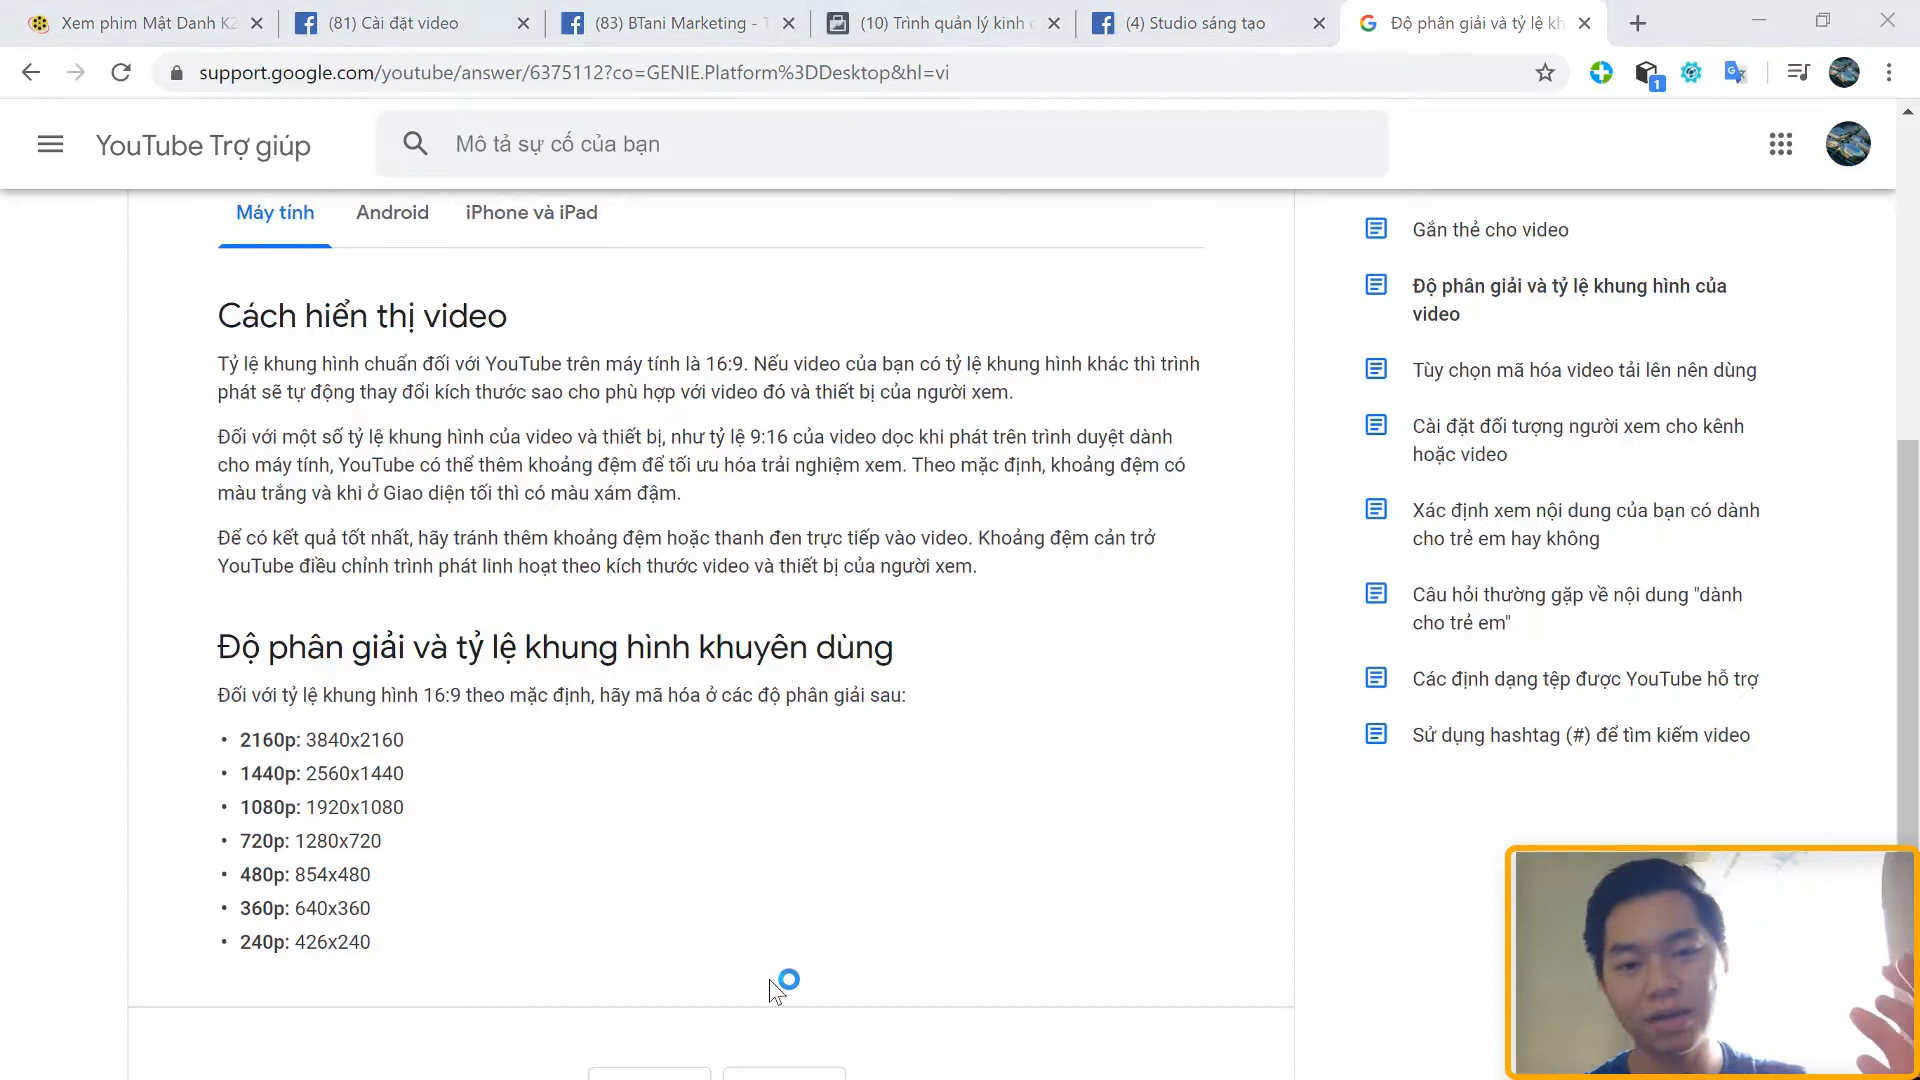 Xem phim Mật Danh K2
(81) Cài đặt video
(83) BTani Marketing - T
(10) Trình quản lý kinh d
(4) Studio sáng tạo
Độ phân giải và tỷ lệ kh
support.google.com/youtube/answer/6375112?co=GENIE.Platform%3DDesktop&hl=vi
1
YouTube Trợ giúp
Mô tả sự cố của bạn
Máy tính
Android
iPhone và iPad
Cách hiển thị video
Tỷ lệ khung hình chuẩn đối với YouTube trên máy tính là 16:9. Nếu video của bạn có tỷ lệ khung hình khác thì trình
phát sẽ tự động thay đổi kích thước sao cho phù hợp với video đó và thiết bị của người xem.
Đối với một số tỷ lệ khung hình của video và thiết bị, như tỷ lệ 9:16 của video dọc khi phát trên trình duyệt dành
cho máy tính, YouTube có thể thêm khoảng đệm để tối ưu hóa trải nghiệm xem. Theo mặc định, khoảng đệm có
màu trắng và khi ở Giao diện tối thì có màu xám đậm.
Để có kết quả tốt nhất, hãy tránh thêm khoảng đệm hoặc thanh đen trực tiếp vào video. Khoảng đệm cản trở
YouTube điều chỉnh trình phát linh hoạt theo kích thước video và thiết bị của người xem.
Độ phân giải và tỷ lệ khung hình khuyên dùng
Đối với tỷ lệ khung hình 16:9 theo mặc định, hãy mã hóa ở các độ phân giải sau:
• 2160p: 3840x2160
• 1440p: 2560x1440
• 1080p: 1920x1080
• 720p: 1280x720
• 480p: 854x480
• 360p: 640x360
• 240p: 426x240
Gắn thẻ cho video
Độ phân giải và tỷ lệ khung hình của
video
Tùy chọn mã hóa video tải lên nên dùng
Cài đặt đối tượng người xem cho kênh
hoặc video
Xác định xem nội dung của bạn có dành
cho trẻ em hay không
Câu hỏi thường gặp về nội dung "dành
cho trẻ em"
Các định dạng tệp được YouTube hỗ trợ
Sử dụng hashtag (#) để tìm kiếm video